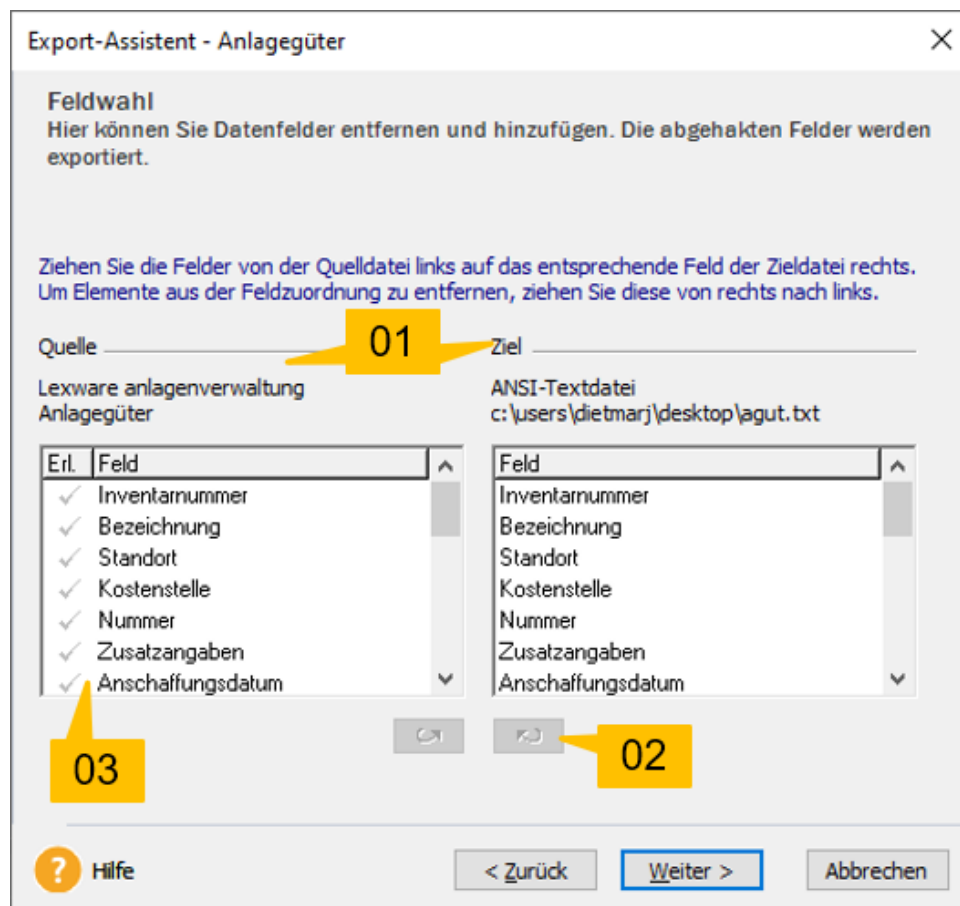 Export-Assistent - Anlagegüter
Feldwahl
Hier können Sie Datenfelder entfernen und hinzufügen. Die abgehakten Felder werden
exportiert.
Ziehen Sie die Felder von der Quelldatei links auf das entsprechende Feld der Zieldatei rechts.
Um Elemente aus der Feldzuordnung zu entfernen, ziehen Sie diese von rechts nach links.
Quelle
01
Ziel
Lexware anlagenverwaltung
Anlagegüter
ANSI-Textdatei
c:\users\dietmarj\desktop\agut.txt
Erl. Feld
Inventarnummer
Bezeichnung
Standort
Kostenstelle
Nummer
Zusatzangaben
Anschaffungsdatum
Feld
Inventarnummer
Bezeichnung
Standort
Kostenstelle
Nummer
Zusatzangaben
Anschaffungsdatum
03
02
? Hilfe
< Zurück
Weiter >
Abbrechen